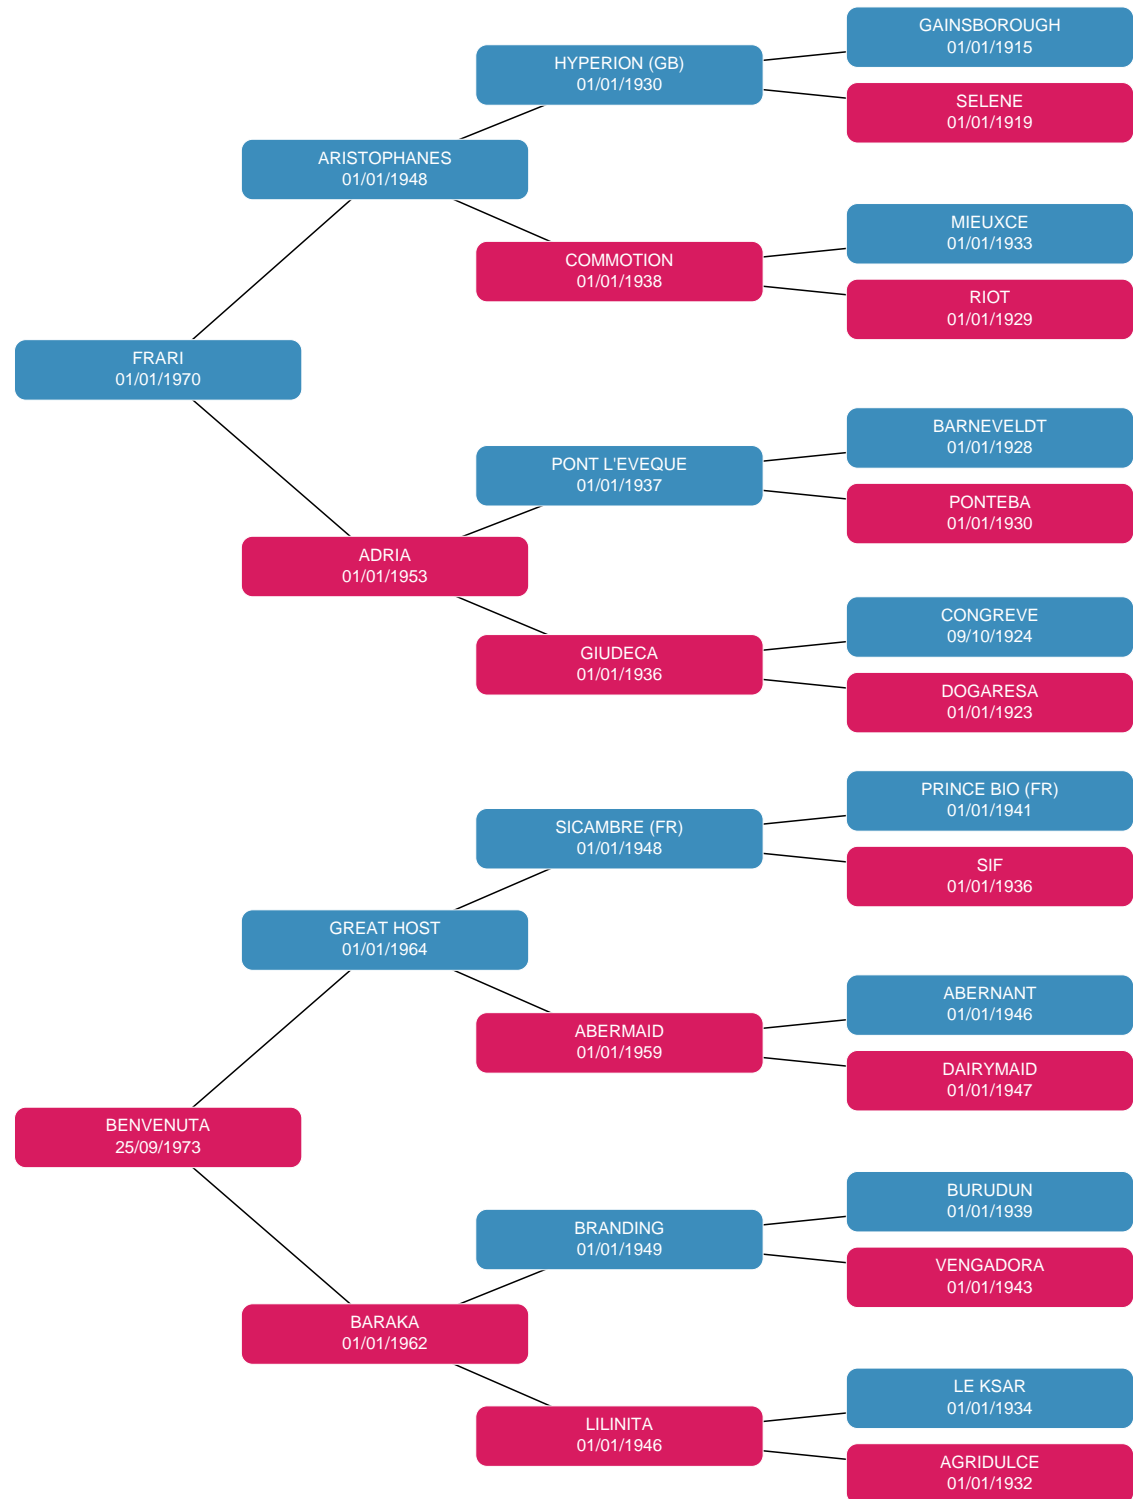 GAINSBOROUGH
01/01/1915
HYPERION (GB)
01/01/1930
SELENE
01/01/1919
ARISTOPHANES
01/01/1948
MIEUXCE
01/01/1933
COMMOTION
01/01/1938
RIOT
01/01/1929
FRARI
01/01/1970
BARNEVELDT
01/01/1928
PONT L'EVEQUE
01/01/1937
PONTEBA
01/01/1930
ADRIA
01/01/1953
CONGREVE
09/10/1924
GIUDECA
01/01/1936
DOGARESA
01/01/1923
PRINCE BIO (FR)
01/01/1941
SICAMBRE (FR)
01/01/1948
SIF
01/01/1936
GREAT HOST
01/01/1964
ABERNANT
01/01/1946
ABERMAID
01/01/1959
DAIRYMAID
01/01/1947
BENVENUTA
25/09/1973
BURUDUN
01/01/1939
BRANDING
01/01/1949
VENGADORA
01/01/1943
BARAKA
01/01/1962
LE KSAR
01/01/1934
LILINITA
01/01/1946
AGRIDULCE
01/01/1932